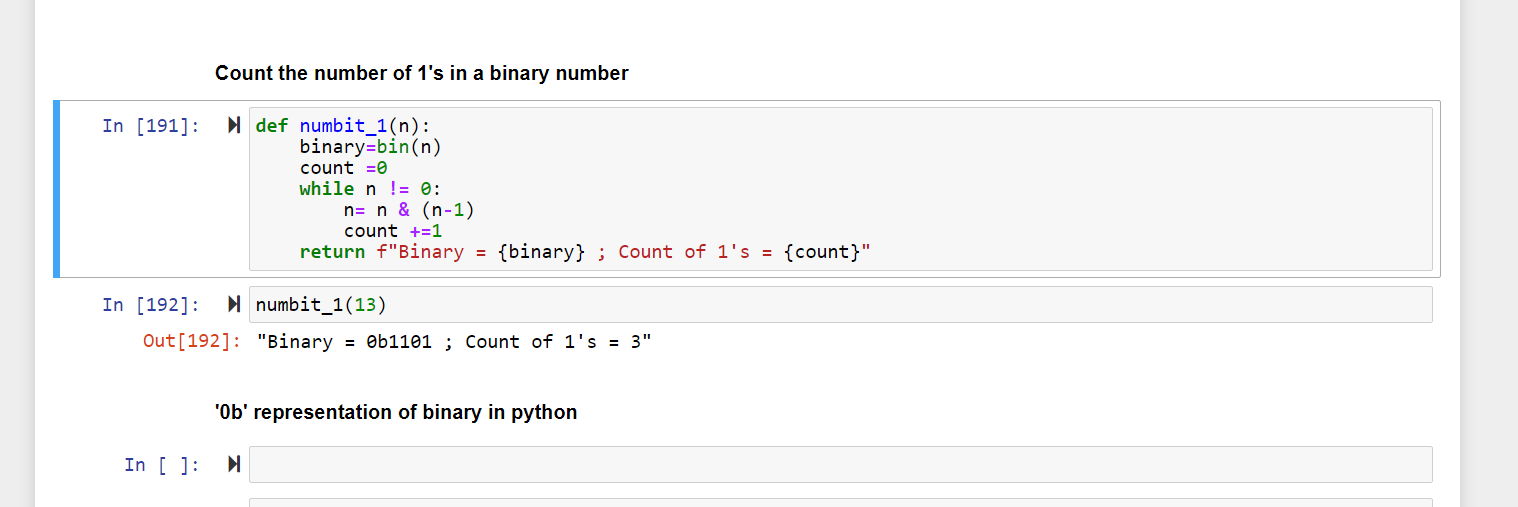 Count the number of 1's in a binary number
In [191]:
def numbit_1(n):
    binary=bin(n)
    count =0
    while n != 0:
        n= n & (n-1)
        count +=1
    return f"Binary = {binary} ; Count of 1's = {count}"
In [192]:
numbit_1(13)
Out[192]: "Binary = 0b1101 ; Count of 1's = 3"
'0b' representation of binary in python
In [ ]: